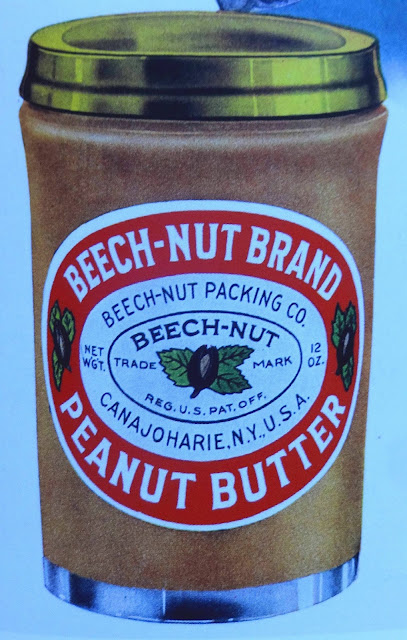 BEECH-NUT BRAND
BEECH-NUT PACKING CO.
BEECH-NUT
NET WG'T.
TRADE MARK
12 OZ.
REG. U.S. PAT. OFF.
CANAJOHARIE, N.Y., U.S.A.
PEANUT BUTTER